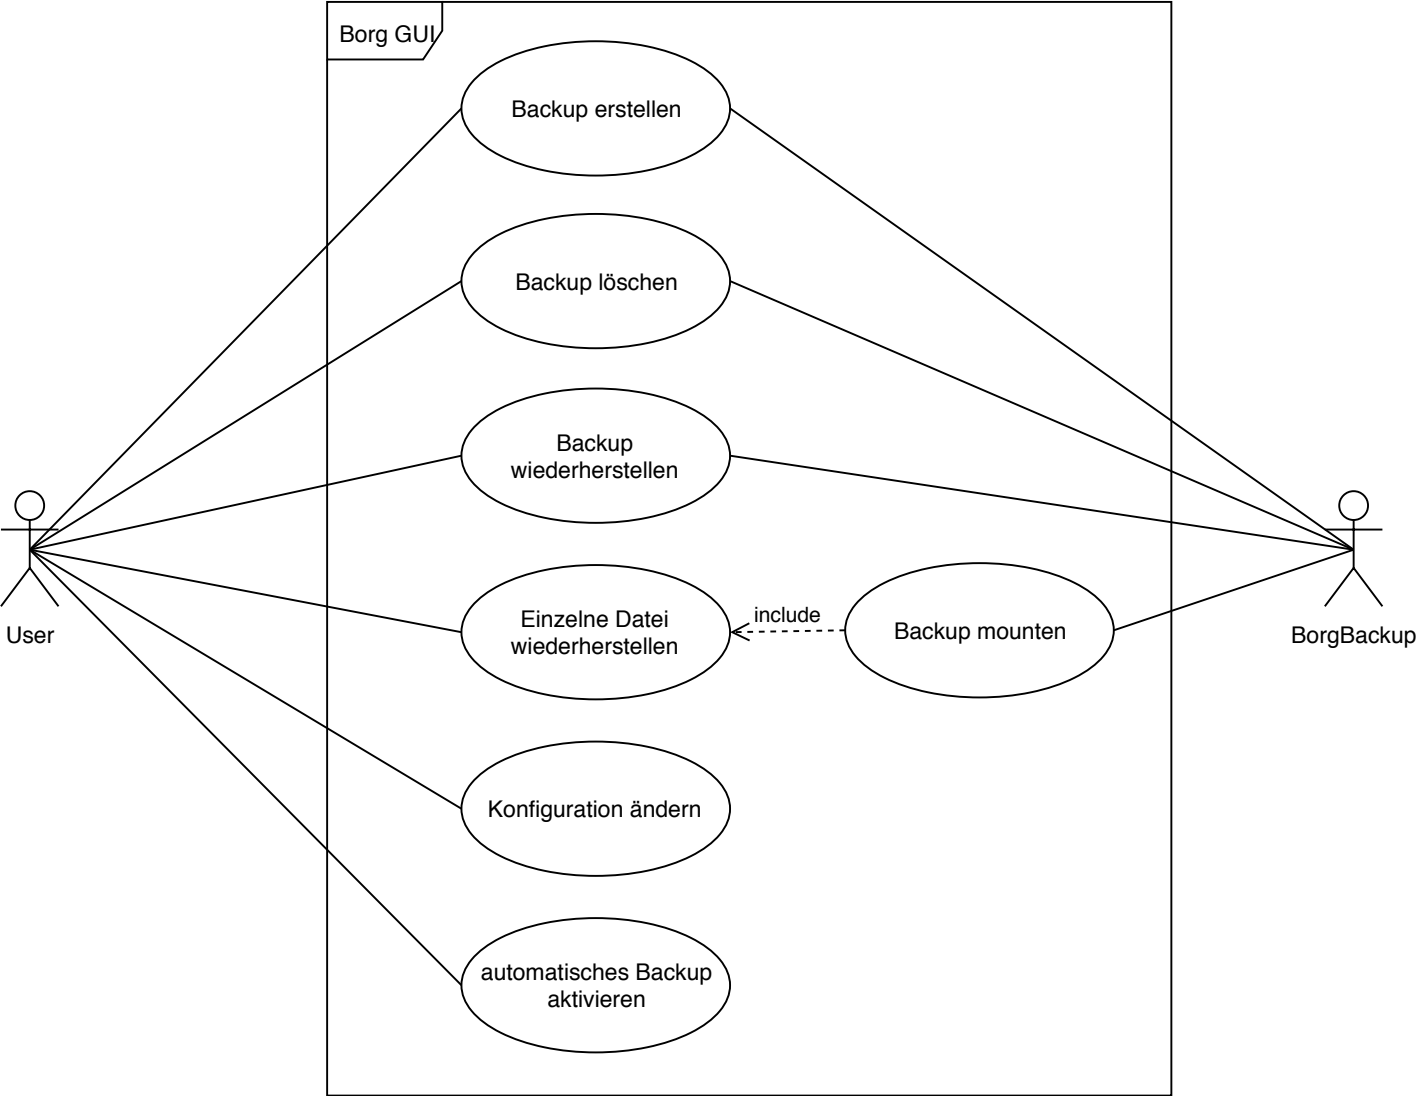 Borg GUI
Backup erstellen
Backup löschen
Backup
wiederherstellen
User
Einzelne Datei
wiederherstellen
include
Backup mounten
BorgBackup
Konfiguration ändern
automatisches Backup
aktivieren